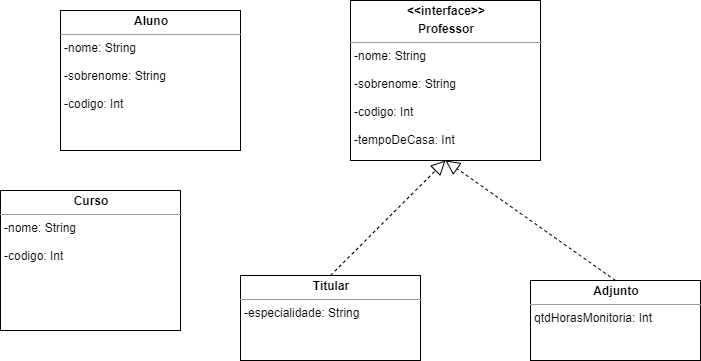 Aluno
-nome: String
-sobrenome: String
-codigo: Int
<<interface>>
Professor
-nome: String
-sobrenome: String
-codigo: Int
-tempoDeCasa: Int
Curso
-nome: String
-codigo: Int
Titular
-especialidade: String
Adjunto
qtdHorasMonitoria: Int